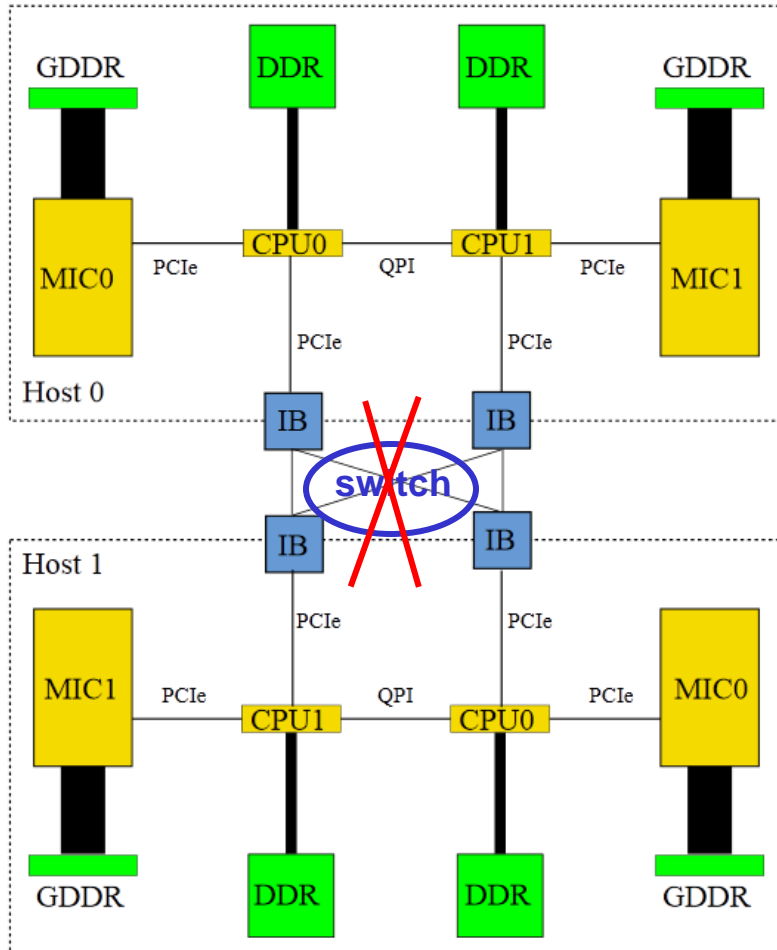 GDDR
DDR
DDR
GDDR
MIC0
PCIe
CPU0
QPI
CPU1
PCIe
MIC1
PCIe
PCIe
Host 0
IB
IB
switch
IB
IB
Host 1
PCIe
PCIe
MIC1
PCIe
CPU1
QPI
CPU0
PCIe
MIC0
GDDR
DDR
DDR
GDDR